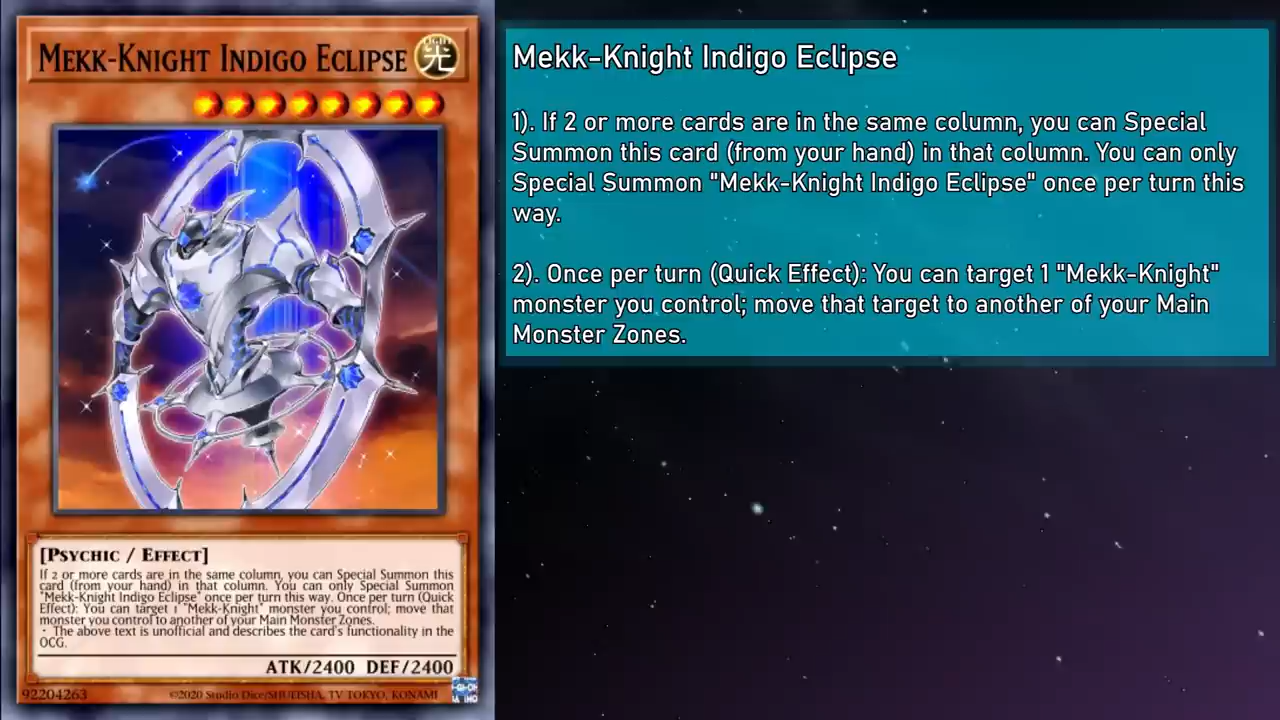 MEKK-KNIGHT INDIGO ECLIPSE
LIGHT
光
[PSYCHIC / EFFECT]
If 2 or more cards are in the same column, you can Special Summon this
card (from your hand) in that column. You can only Special Summon
"Mekk-Knight Indigo Eclipse" once per turn this way. Once per turn (Quick
Effect): You can target 1 "Mekk-Knight" monster you control; move that
monster you control to another of your Main Monster Zones.
· The above text is unofficial and describes the card's functionality in the
OCG.
ATK/2400 DEF/2400
92204263
©2020 Studio Dice/SHUEISHA, TV TOKYO, KONAMI
Mekk-Knight Indigo Eclipse
1). If 2 or more cards are in the same column, you can Special
Summon this card (from your hand) in that column. You can only
Special Summon "Mekk-Knight Indigo Eclipse" once per turn this
way.
2). Once per turn (Quick Effect): You can target 1 "Mekk-Knight"
monster you control; move that target to another of your Main
Monster Zones.